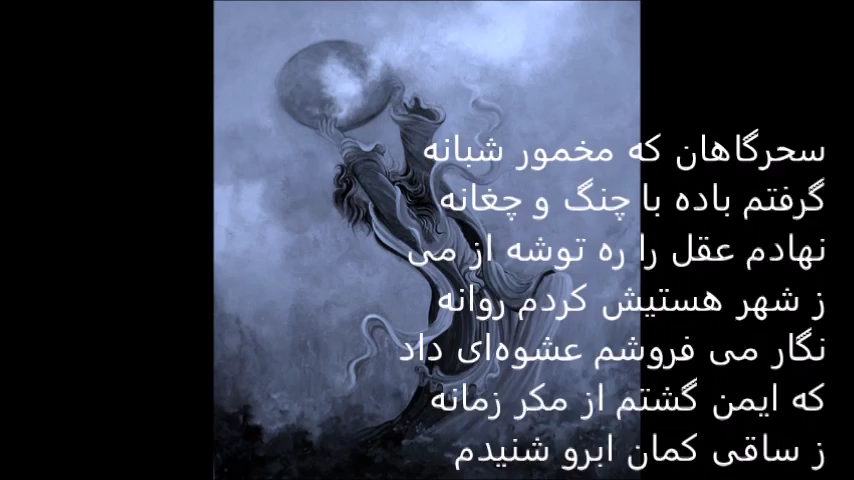 سحرگاهان که مخمور شبانه
گرفتم باده با چنگ و چغانه
نهادم عقل را ره توشه از می
ز شهر هستیش کردم روانه
نگار می فروشم عشوه‌ای داد
که ایمن گشتم از مکر زمانه
ز ساقی کمان ابرو شنیدم